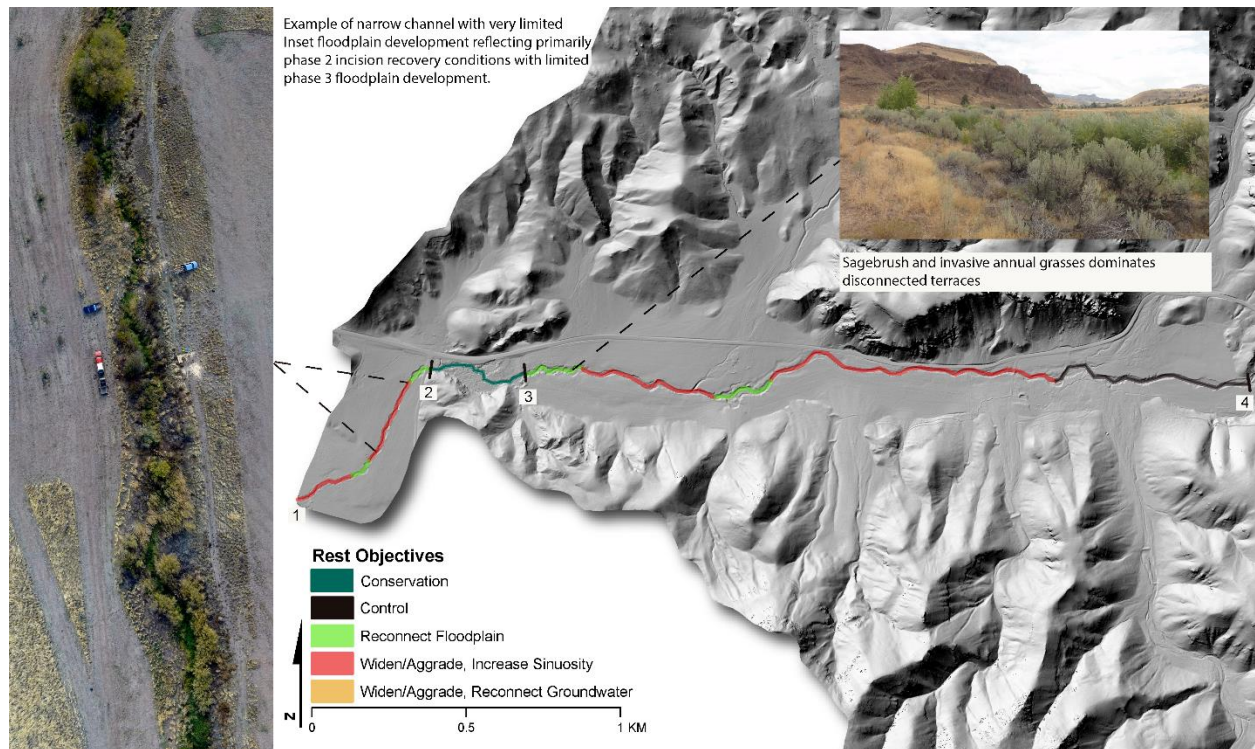 Example of narrow channel with very limited
Inset floodplain development reflecting primarily
phase 2 incision recovery conditions with limited
phase 3 floodplain development.
Sagebrush and invasive annual grasses dominates
disconnected terraces
2
3
4
1
Rest Objectives
Conservation
Control
Reconnect Floodplain
Widen/Aggrade, Increase Sinuosity
Widen/Aggrade, Reconnect Groundwater
N
0 0.5 1 KM